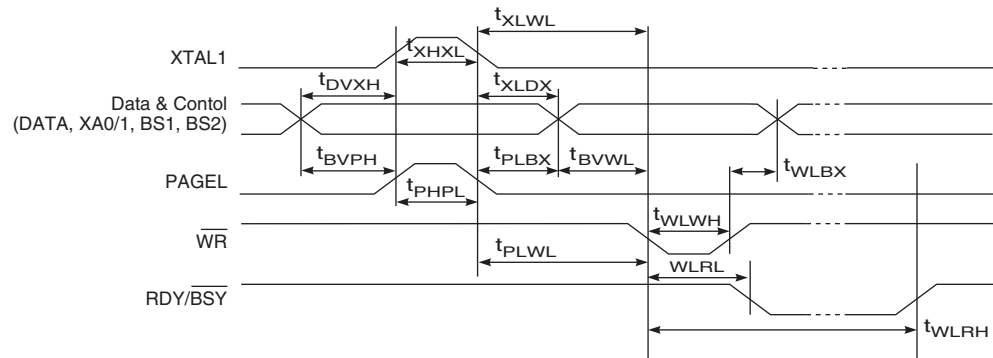 tXLWL
XTAL1
tXHXL
tDVXH
tXLDX
Data & Contol
(DATA, XA0/1, BS1, BS2)
tBVPH
tPLBX
tBVWL
tWLBX
PAGEL
tPHPL
tWLWH
WR
tPLWL
WLRL
RDY/BSY
tWLRH